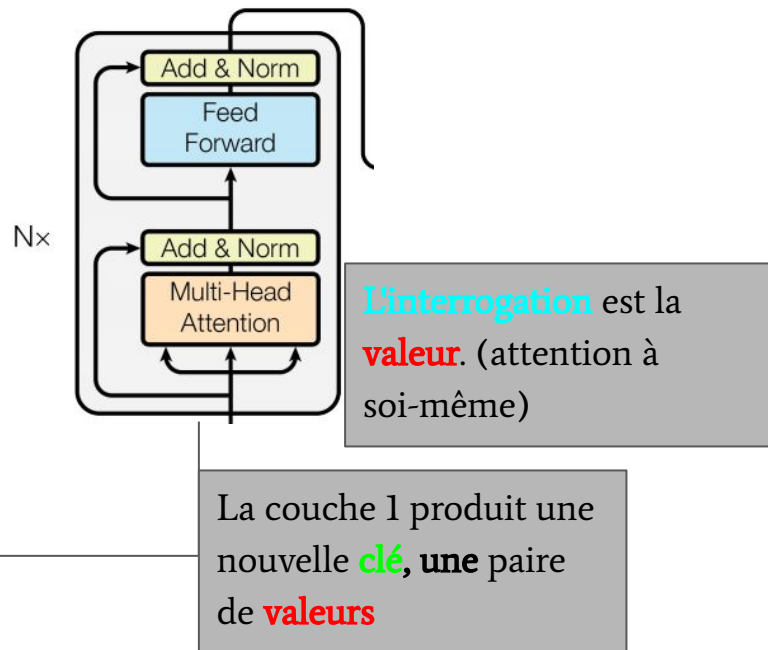 Add & Norm
Feed
Forward
N×
Add & Norm
Multi-Head
Attention
L'interrogation est la
valeur. (attention à
soi-même)
La couche 1 produit une
nouvelle clé, une paire
de valeurs